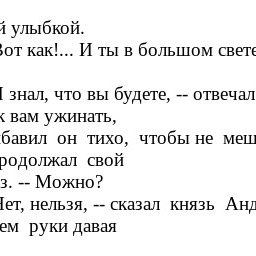 й улыбкой.
Вот как!... И ты в большом свете
знал, что вы будете, -- отвечал
к вам ужинать,
бавил он тихо, чтобы не меш
родолжал свой
з. -- Можно?
Нет, нельзя, -- сказал князь Анд
ем руки давая